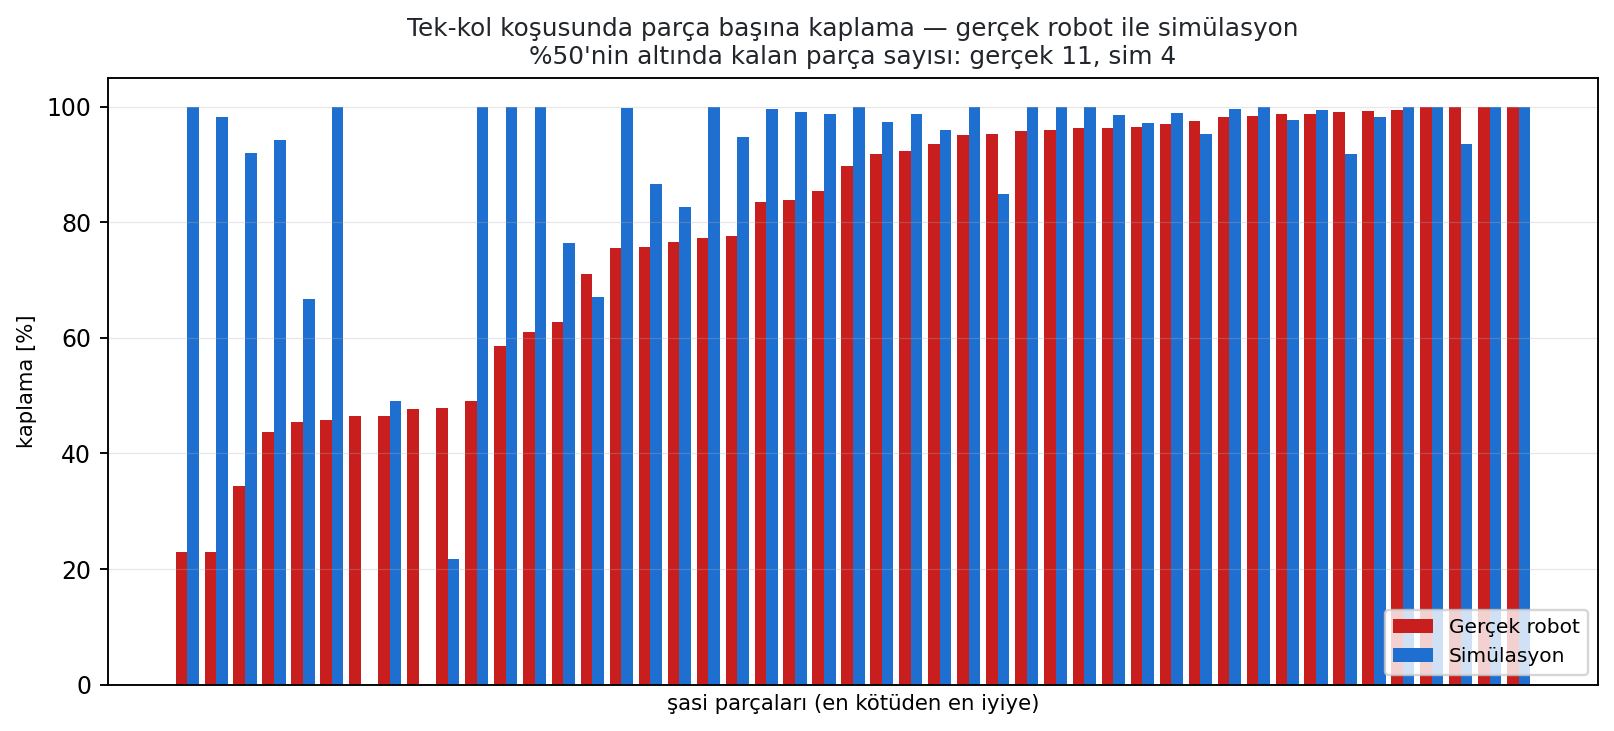 Tek-kol koşusunda parça başına kaplama — gerçek robot ile simülasyon
%50'nin altında kalan parça sayısı: gerçek 11, sim 4
kaplama [%]
100
80
60
40
20
0
Gerçek robot
Simülasyon
şasi parçaları (en kötüden en iyiye)